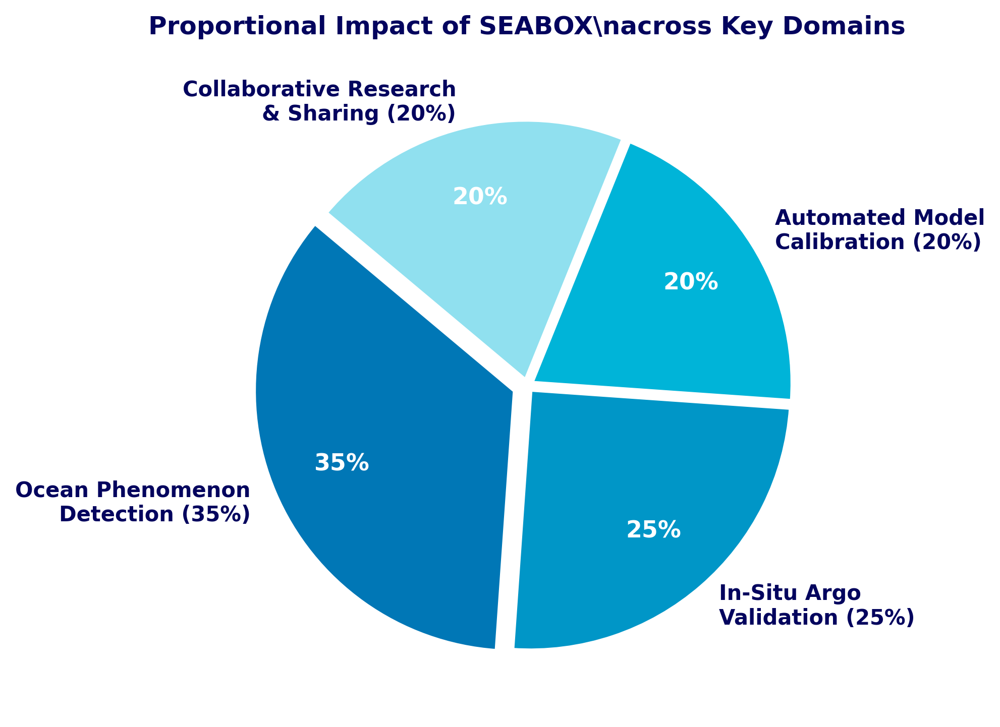 Proportional Impact of SEABOX\nacross Key Domains
Collaborative Research
& Sharing (20%)
20%
Automated Model
Calibration (20%)
20%
35%
Ocean Phenomenon
Detection (35%)
25%
In-Situ Argo
Validation (25%)